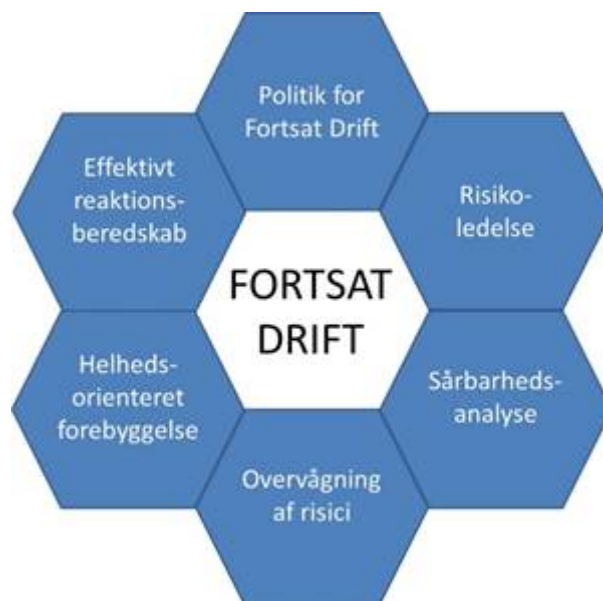 Politik for
Fortsat Drift
Effektivt
reaktions-
beredskab
Risiko-
ledelse
FORTSAT
DRIFT
Helheds-
orienteret
forebyggelse
Sårbarheds-
analyse
Overvågning
af risici